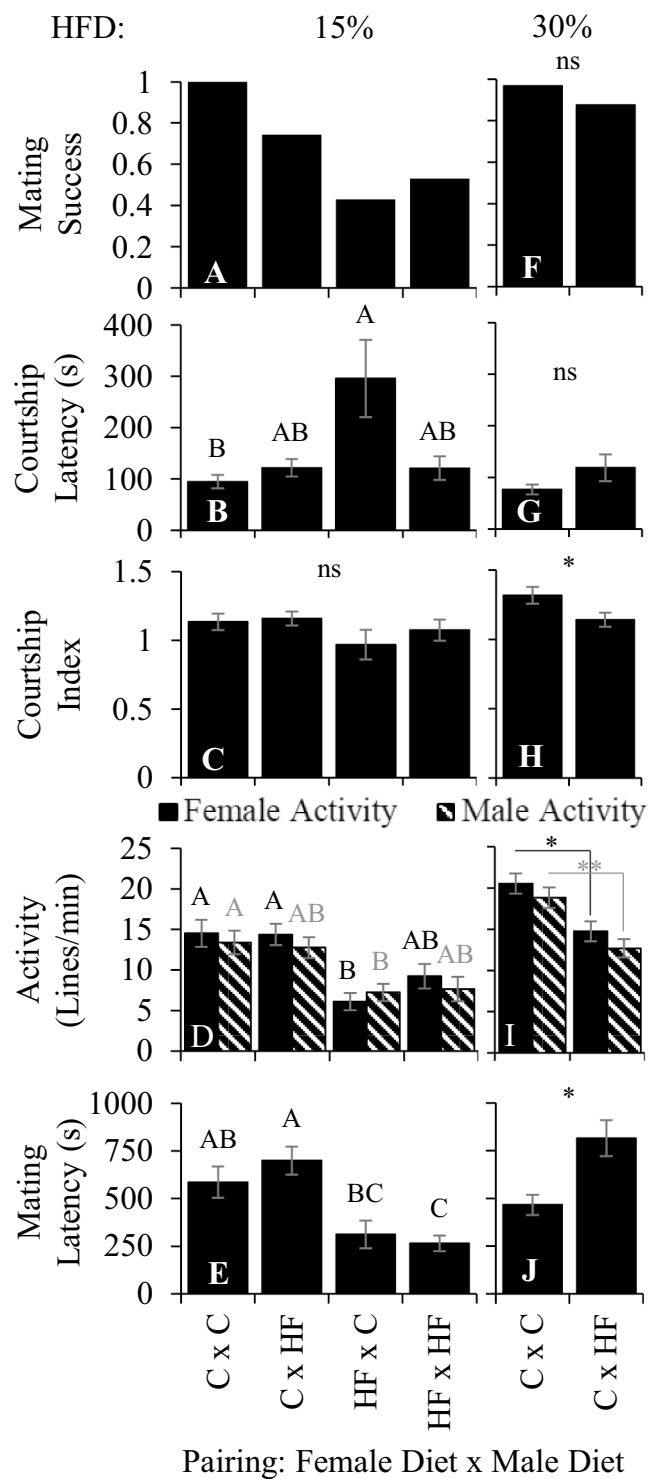 HFD: 15% 30%
Mating Success
1
0.8
0.6
0.4
0.2
0
A
ns
F
Courtship Latency (s)
400
300
200
100
0
B
AB
A
AB
B
ns
G
Courtship Index
1.5
1
0.5
0
ns
C
*
H
Female Activity Male Activity
Activity (Lines/min)
25
20
15
10
5
0
A A A AB B B AB AB
D
*
**
I
Mating Latency (s)
1000
750
500
250
0
AB A BC C
E
*
J
C x C
C x HF
HF x C
HF x HF
C x C
C x HF
Pairing: Female Diet x Male Diet